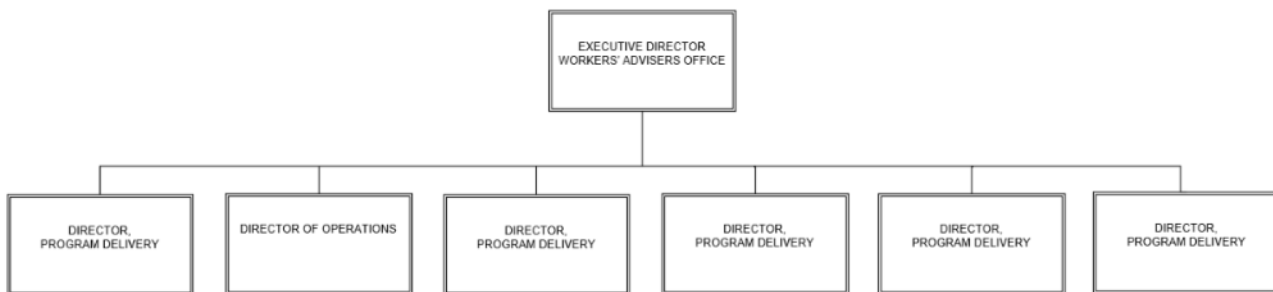 EXECUTIVE DIRECTOR
WORKERS' ADVISERS OFFICE
DIRECTOR,
PROGRAM DELIVERY
DIRECTOR OF OPERATIONS
DIRECTOR,
PROGRAM DELIVERY
DIRECTOR,
PROGRAM DELIVERY
DIRECTOR,
PROGRAM DELIVERY
DIRECTOR,
PROGRAM DELIVERY